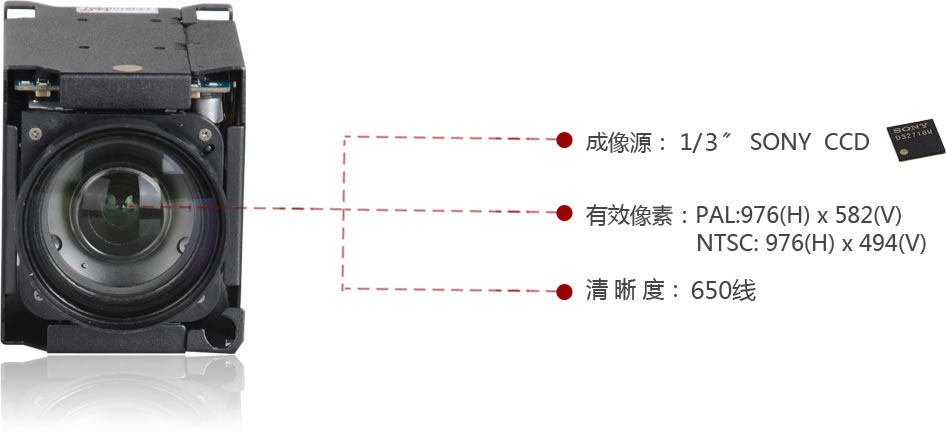 成像源：1/3″ SONY CCD
SONY
有效像素：PAL:976(H) x 582(V)
NTSC: 976(H) x 494(V)
清晰度：650线